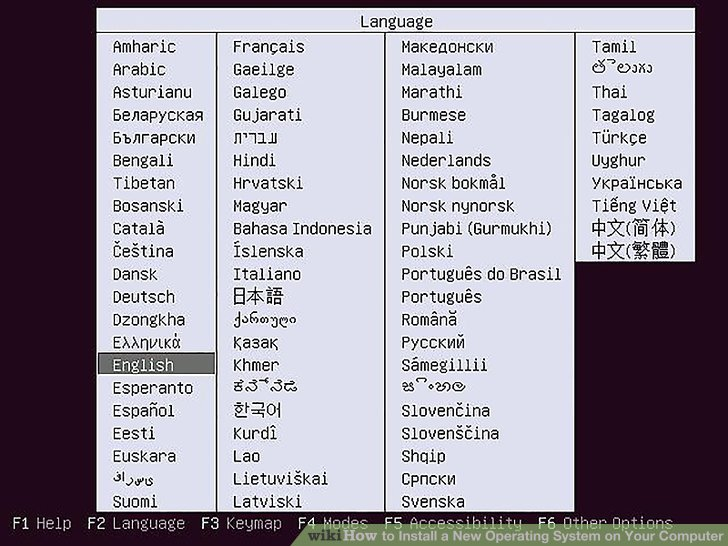 Language
Amharic
Arabic
Asturianu
Беларуская
Български
Bengali
Tibetan
Bosanski
Català
Čeština
Dansk
Deutsch
Dzongkha
Ελληνικά
English
Esperanto
Español
Eesti
Euskara
فارسی
Suomi
Français
Gaeilge
Galego
Gujarati
עברית
Hindi
Hrvatski
Magyar
Bahasa Indonesia
Íslenska
Italiano
日本語
ქართული
Қазақ
Khmer
ಕನ್ನಡ
한국어
Kurdî
Lao
Lietuviškai
Latviski
Македонски
Malayalam
Marathi
Burmese
Nepali
Nederlands
Norsk bokmål
Norsk nynorsk
Punjabi (Gurmukhi)
Polski
Português do Brasil
Português
Română
Русский
Sámegillii
සිංහල
Slovenčina
Slovenščina
Shqip
Српски
Svenska
Tamil
తెలుగు
Thai
Tagalog
Türkçe
Uyghur
Українська
Tiếng Việt
中文(简体)
中文(繁體)
F1 Help F2 Language F3 Keymap F4 Modes F5 Accessibility F6 Other Options
wikiHow to Install a New Operating System on Your Computer